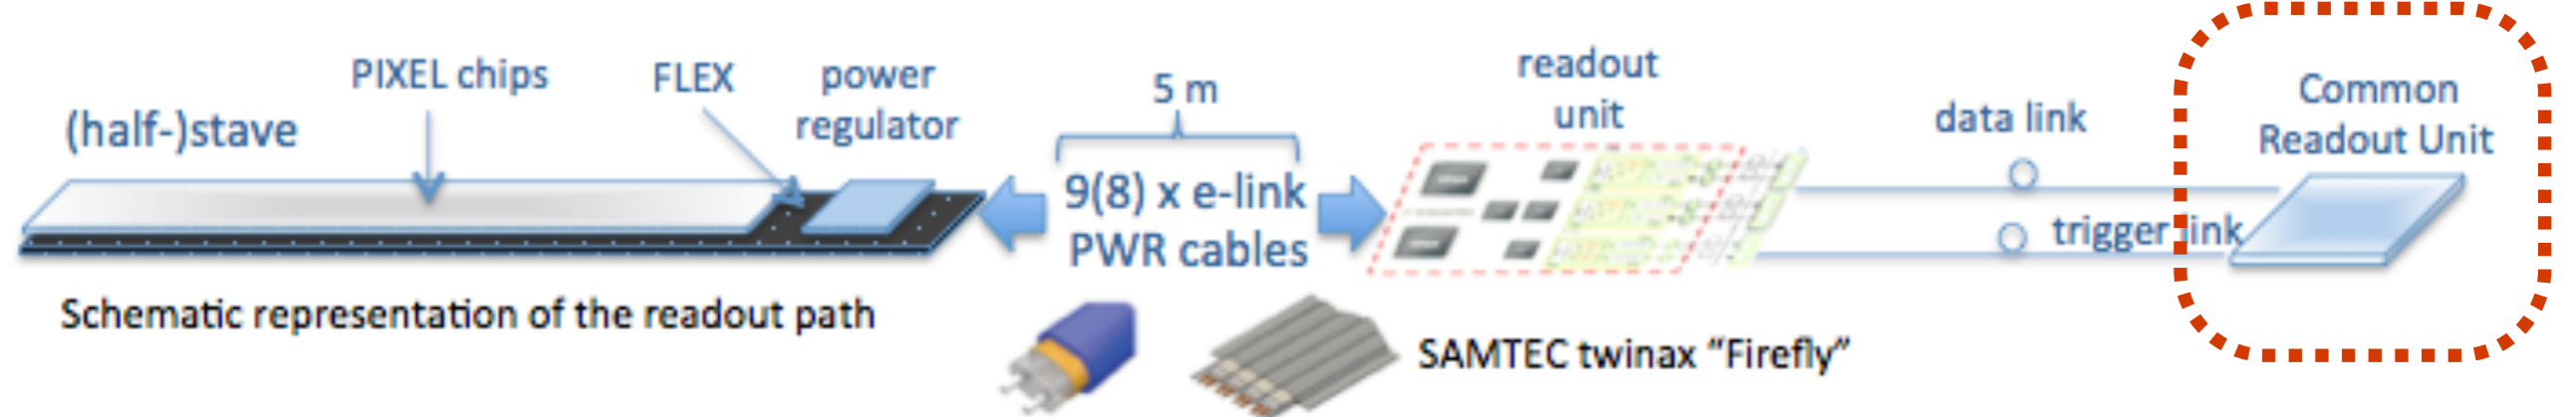 (half-)stave
PIXEL chips
FLEX
power
regulator
5 m
9(8) x e-link
PWR cables
readout
unit
data link
trigger link
Common
Readout Unit
Schematic representation of the readout path
SAMTEC twinax “Firefly”